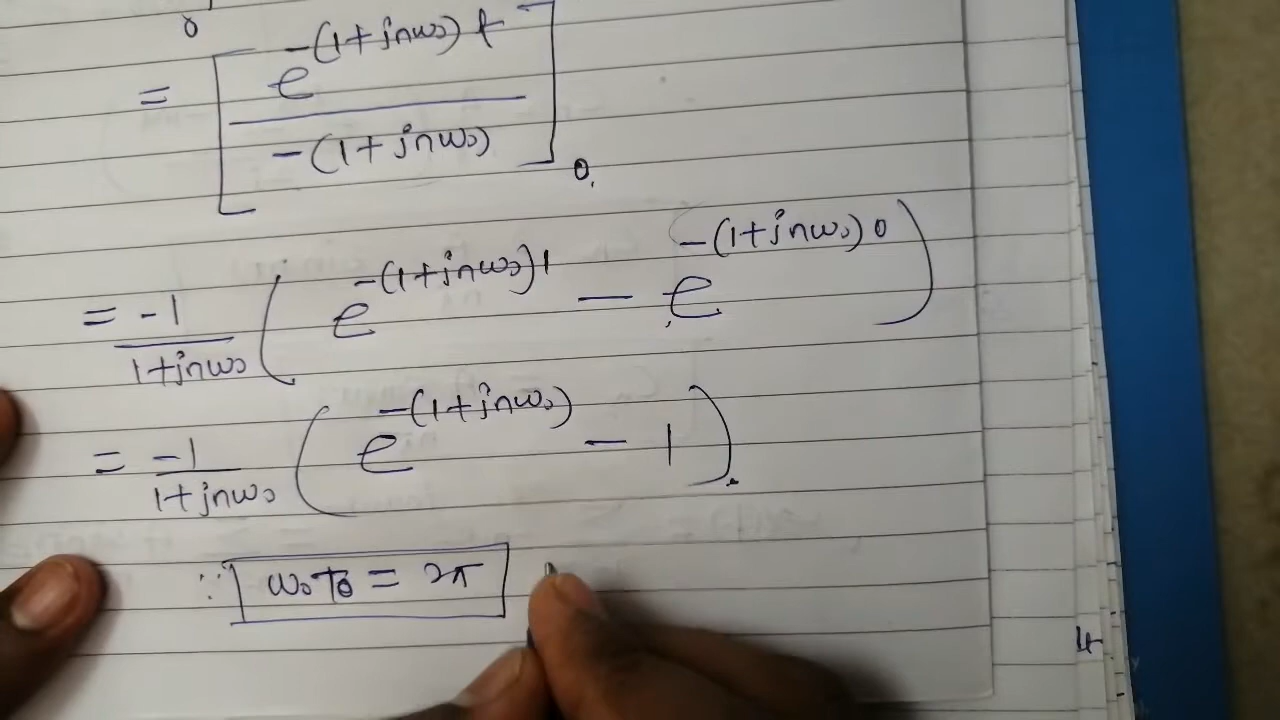 0
= [ e^{-(1+jnω₀)t} / -(1+jnω₀) ]₀
= -1/(1+jnω₀) ( e^{-(1+jnω₀)1} - e^{-(1+jnω₀)0} )
= -1/(1+jnω₀) ( e^{-(1+jnω₀)} - 1 ).
∵ ω₀T₀ = 2π